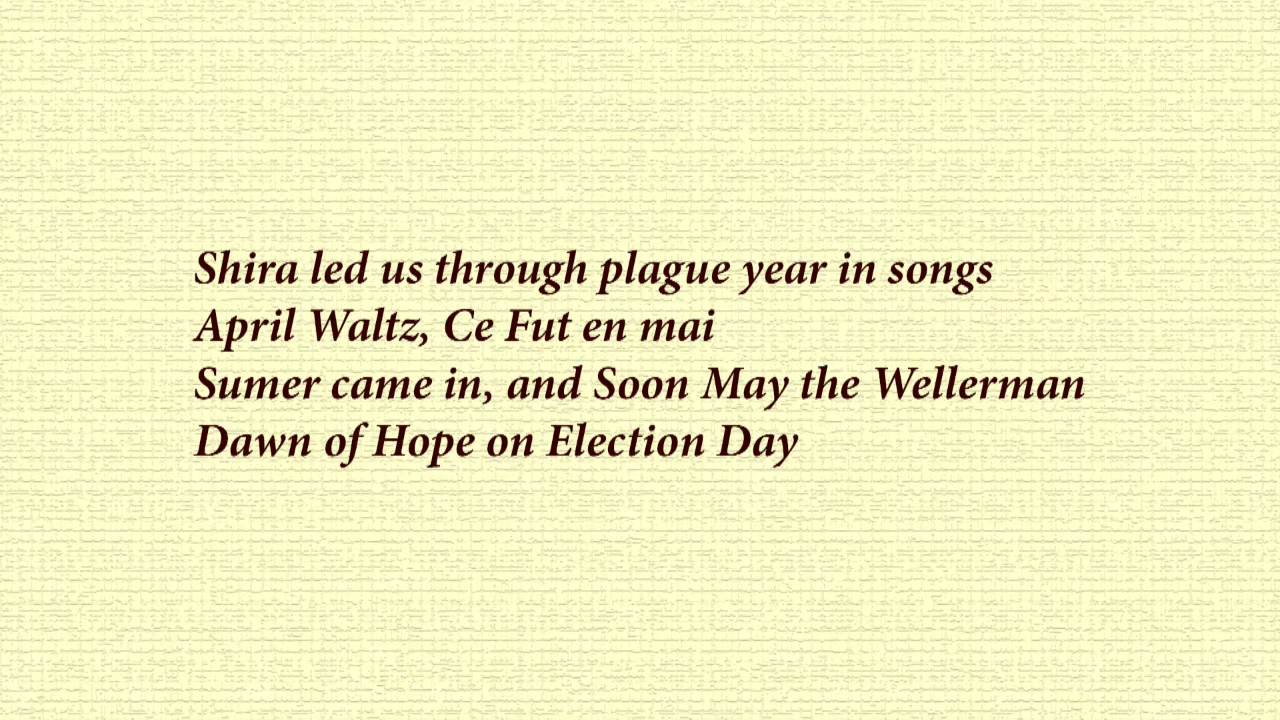 Shira led us through plague year in songs
April Waltz, Ce Fut en mai
Sumer came in, and Soon May the Wellerman
Dawn of Hope on Election Day